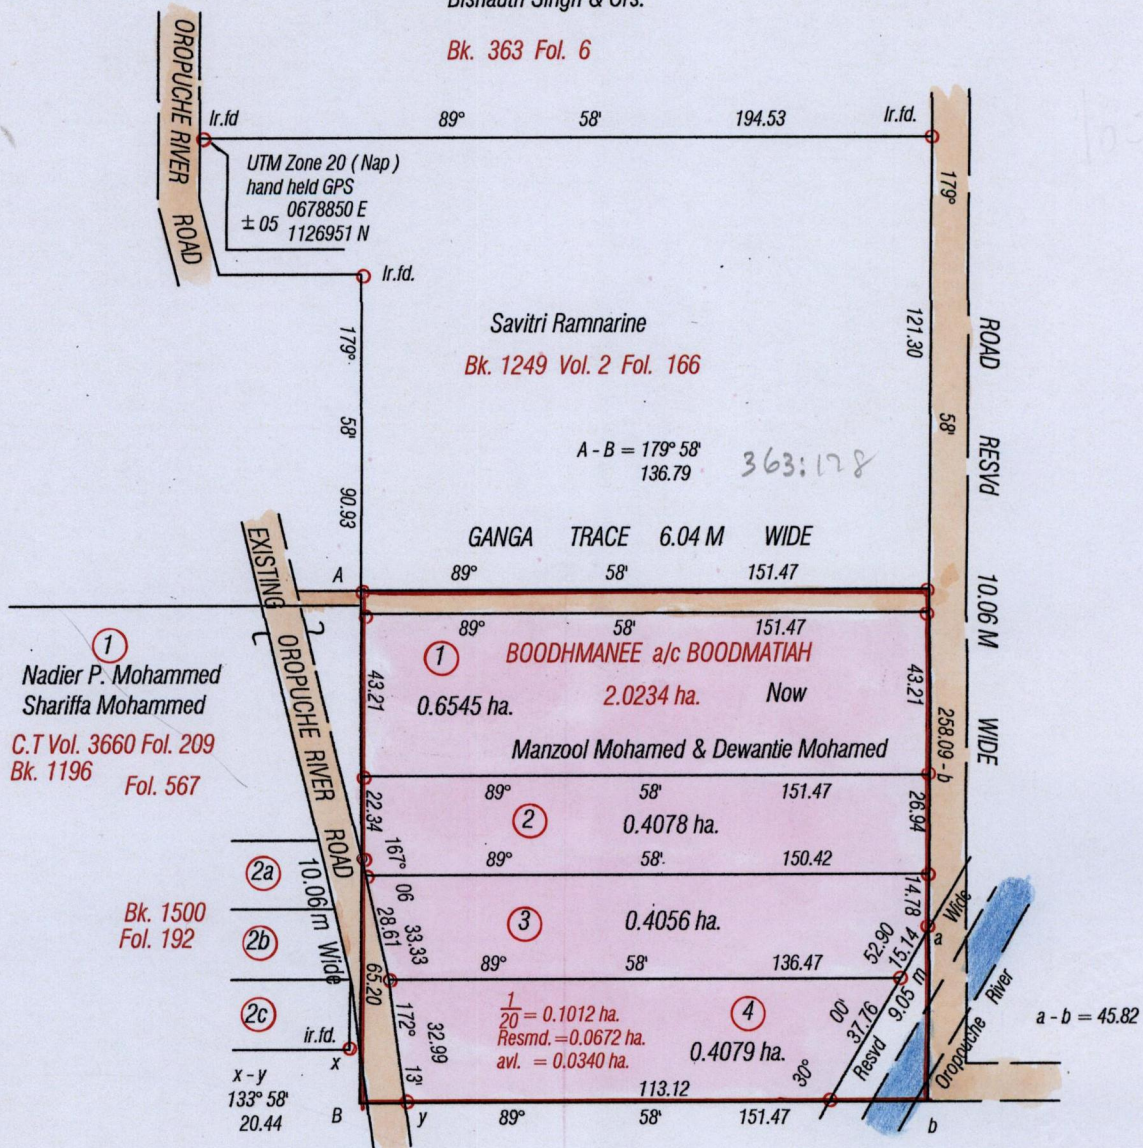 Bishauth Singh & Ors.
Bk. 363 Fol. 6
OROPUCHE RIVER ROAD
Ir.fd
89° 58' 194.53
Ir.fd.
UTM Zone 20 ( Nap )
hand held GPS
± 05 0678850 E
1126951 N
Ir.fd.
179° 58' 90.93
Savitri Ramnarine
Bk. 1249 Vol. 2 Fol. 166
179° 121.30 58'
ROAD RESVd 10.06 M WIDE
A - B = 179° 58'
136.79
363:128
GANGA TRACE 6.04 M WIDE
A
89° 58' 151.47
EXISTING OROPUCHE RIVER ROAD
10.06 m Wide
89° 58' 151.47
1
Nadier P. Mohammed
Shariffa Mohammed
C.T Vol. 3660 Fol. 209
Bk. 1196
Fol. 567
1
BOODHMANEE a/c BOODMATIAH
0.6545 ha.
2.0234 ha. Now
Manzool Mohamed & Dewantie Mohamed
43.21
43.21
258.09 - b
89° 58' 151.47
22.34
26.94
2
0.4078 ha.
167° 06
89° 58' 150.42
14.78
2a
Bk. 1500
Fol. 192
2b
28.61
33.33
3
0.4056 ha.
52.90
15.14
a
Wide
89° 58' 136.47
65.20
2c
ir.fd.
x
172° 13'
32.99
1/20 = 0.1012 ha.
Resmd. = 0.0672 ha.
avl. = 0.0340 ha.
4
0.4079 ha.
30° 00'
37.76
Resvd 9.05 m
Oropuche River
a - b = 45.82
x - y
133° 58'
20.44
113.12
B
y
89° 58' 151.47
b